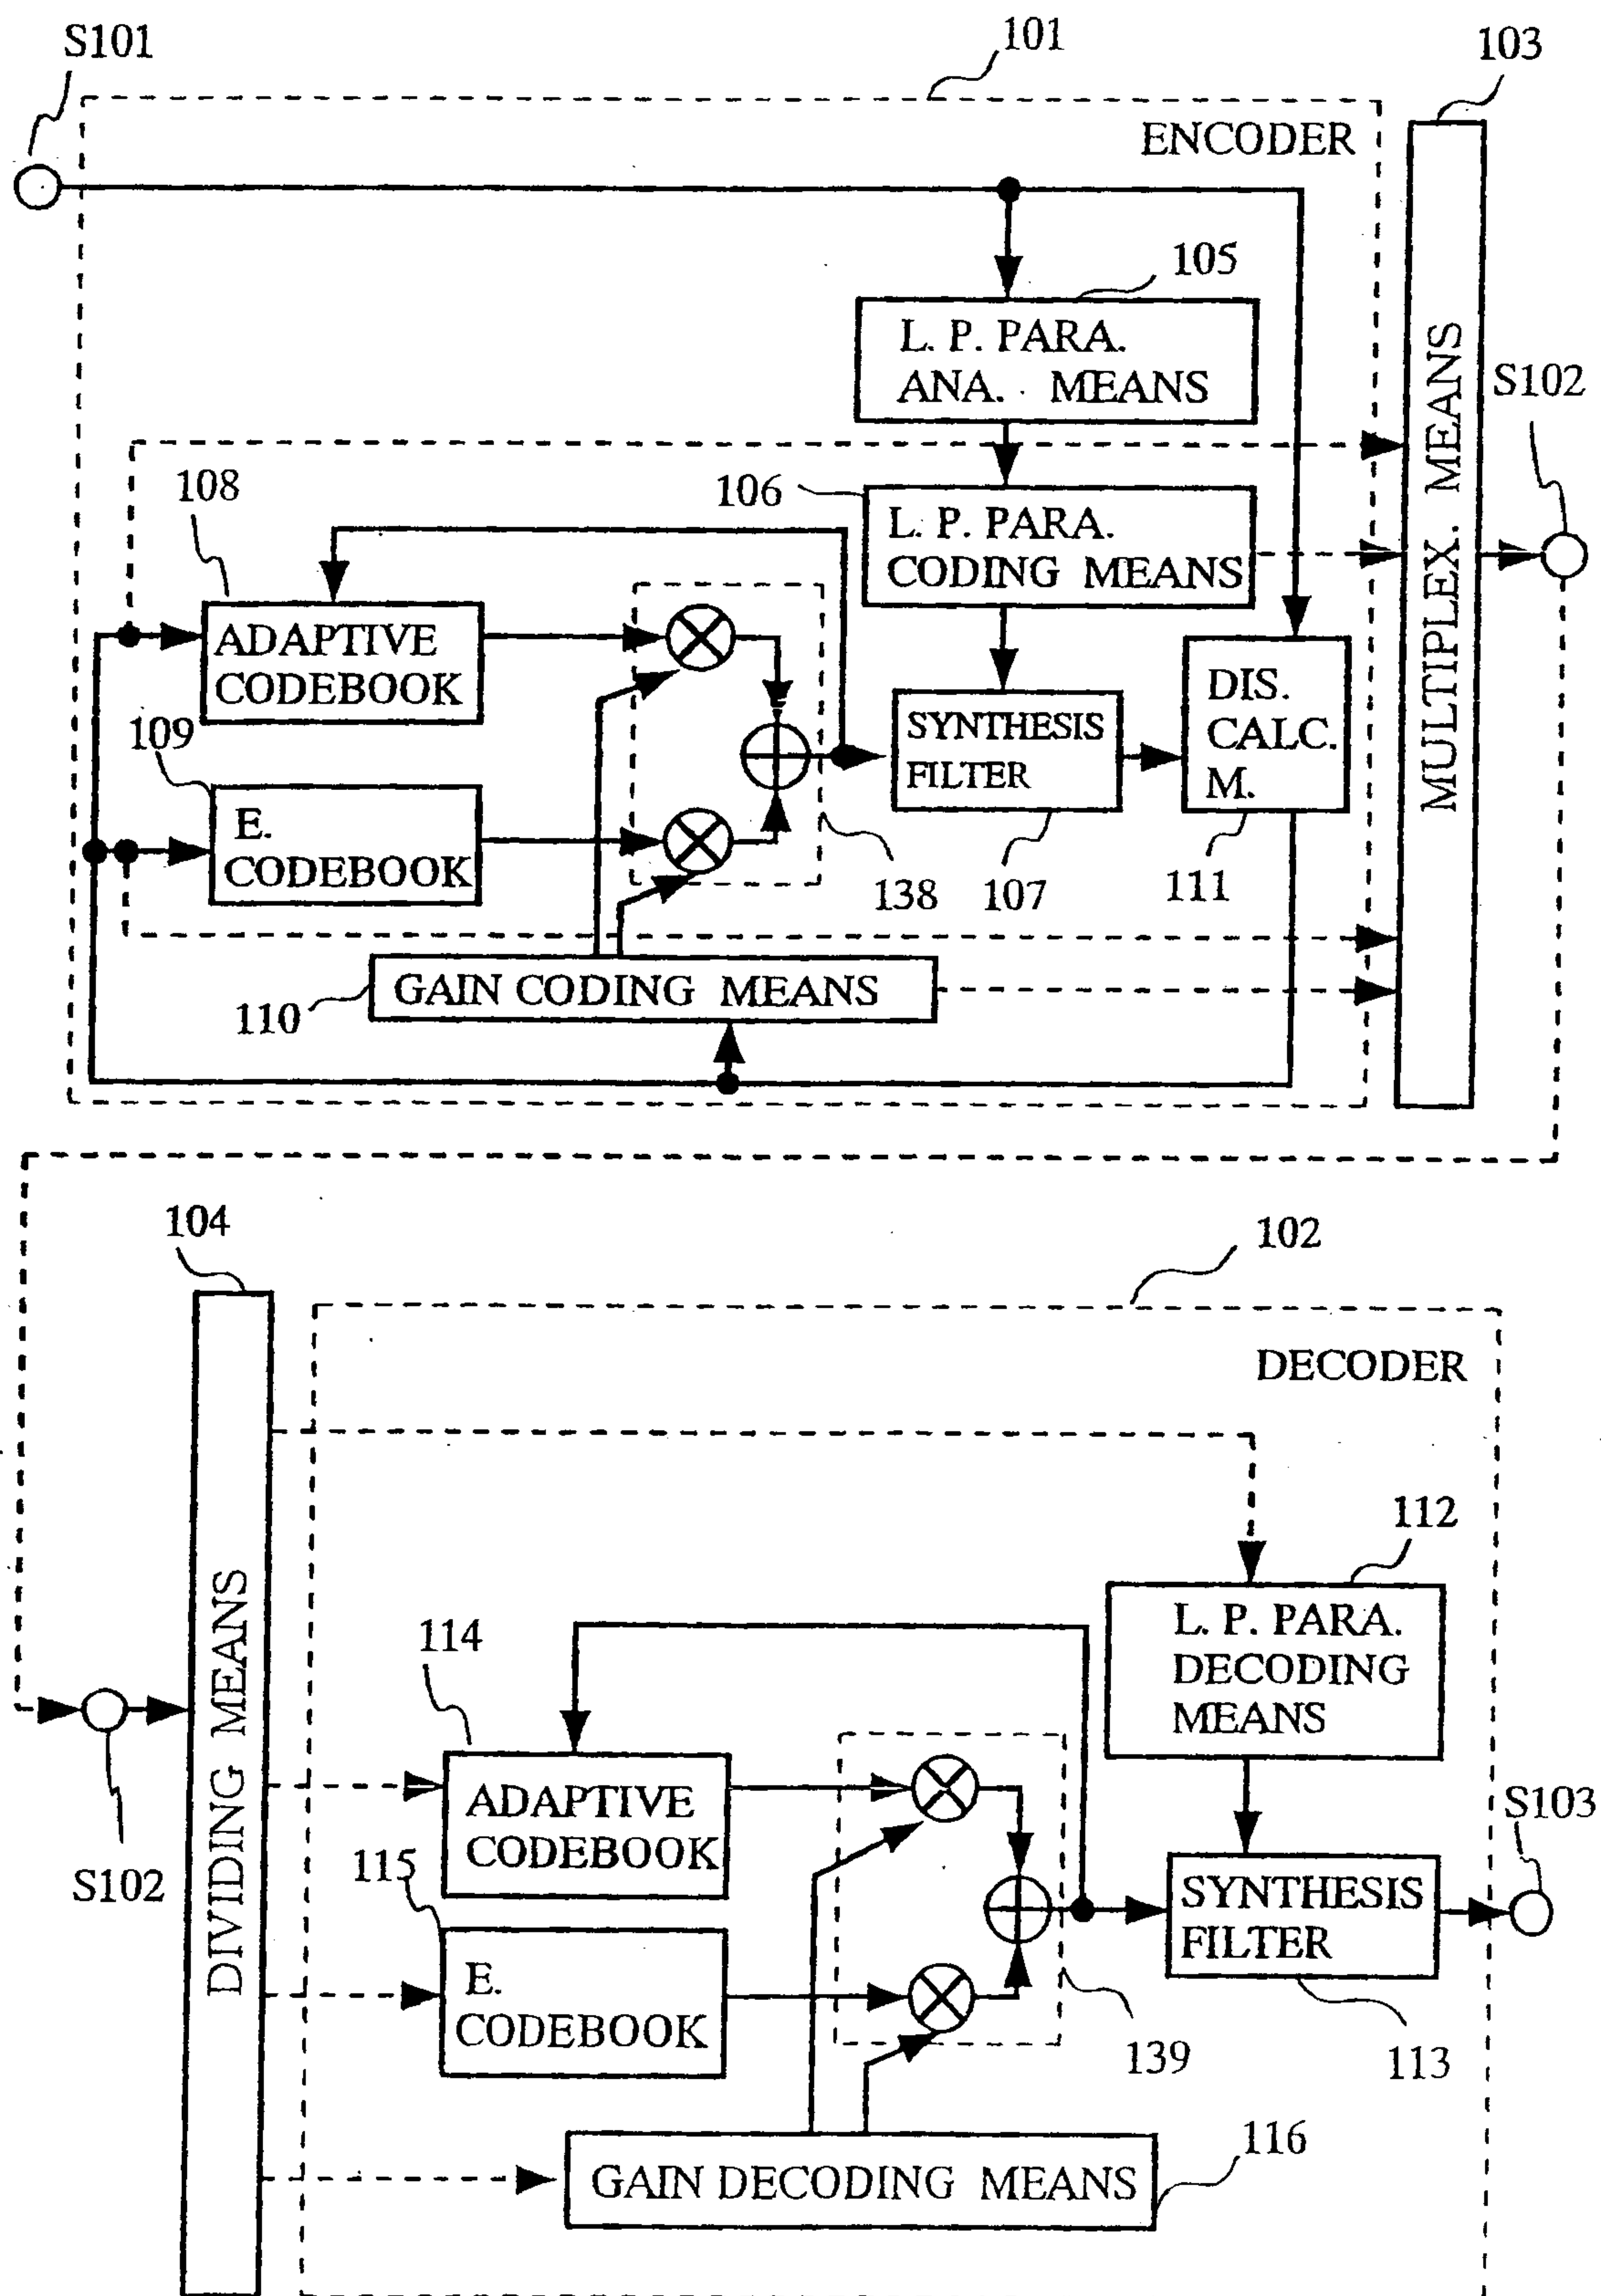 S101
101
103
ENCODER
105
L. P. PARA.
ANA. MEANS
MULTIPLEX. MEANS
S102
108
106
L. P. PARA.
CODING MEANS
ADAPTIVE
CODEBOOK
SYNTHESIS
FILTER
DIS.
CALC.
M.
109
E.
CODEBOOK
138
107
111
110
GAIN CODING MEANS
104
102
DECODER
112
L. P. PARA.
DECODING
MEANS
114
DIVIDING MEANS
ADAPTIVE
CODEBOOK
S103
S102
115
SYNTHESIS
FILTER
E.
CODEBOOK
139
113
116
GAIN DECODING MEANS